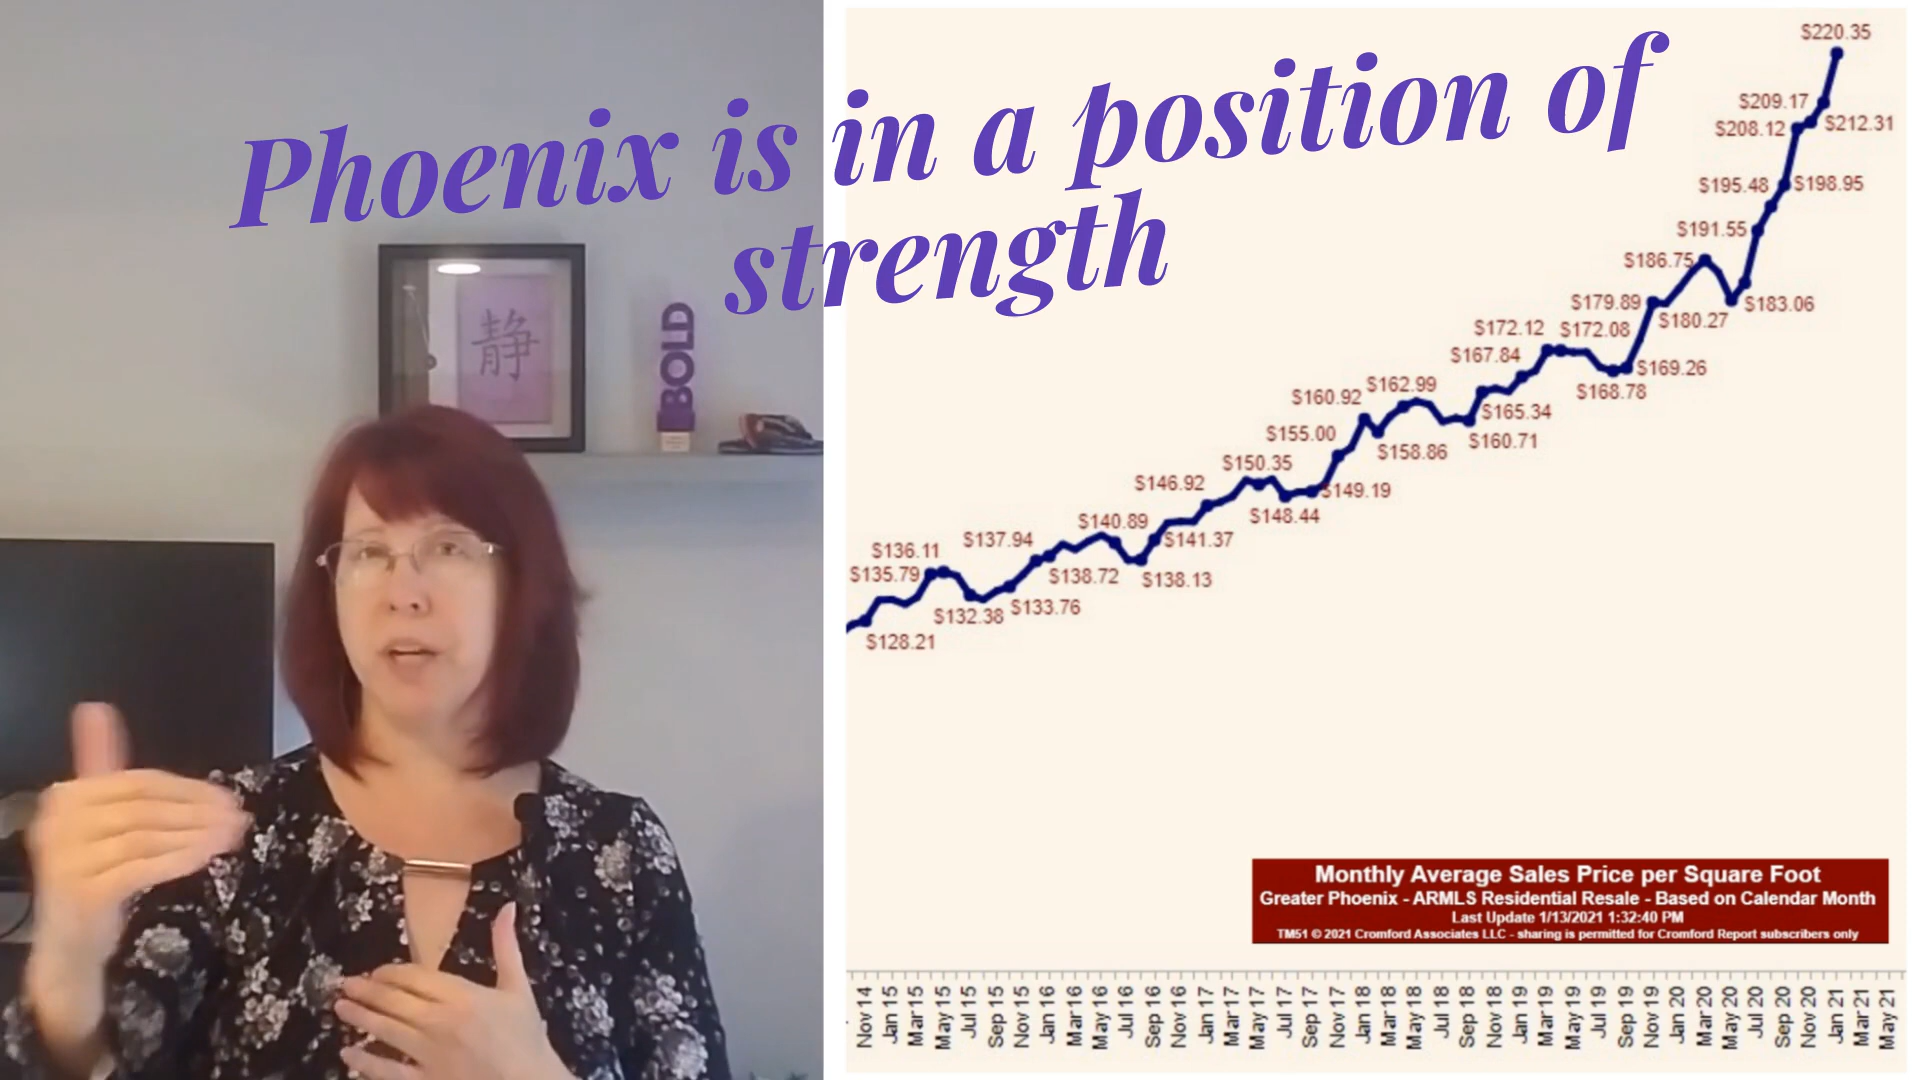 Phoenix is in a position of
strength
静
BOLD
$220.35
$209.17
$212.31
$208.12
$195.48
$198.95
$191.55
$186.75
$183.06
$179.89
$180.27
$172.12
$172.08
$167.84
$169.26
$168.78
$160.92
$162.99
$165.34
$155.00
$160.71
$158.86
$150.35
$146.92
$149.19
$148.44
$140.89
$137.94
$141.37
$136.11
$135.79
$138.72
$138.13
$132.38
$133.76
$128.21
Monthly Average Sales Price per Square Foot
Greater Phoenix - ARMLS Residential Resale - Based on Calendar Month
Last Update 1/13/2021 1:32:40 PM
TM51 © 2021 Cromford Associates LLC - sharing is permitted for Cromford Report subscribers only
Nov 14
Jan 15
Mar 15
May 15
Jul 15
Sep 15
Nov 15
Jan 16
Mar 16
May 16
Jul 16
Sep 16
Nov 16
Jan 17
Mar 17
May 17
Jul 17
Sep 17
Nov 17
Jan 18
Mar 18
May 18
Jul 18
Sep 18
Nov 18
Jan 19
Mar 19
May 19
Jul 19
Sep 19
Nov 19
Jan 20
Mar 20
May 20
Jul 20
Sep 20
Nov 20
Jan 21
Mar 21
May 21